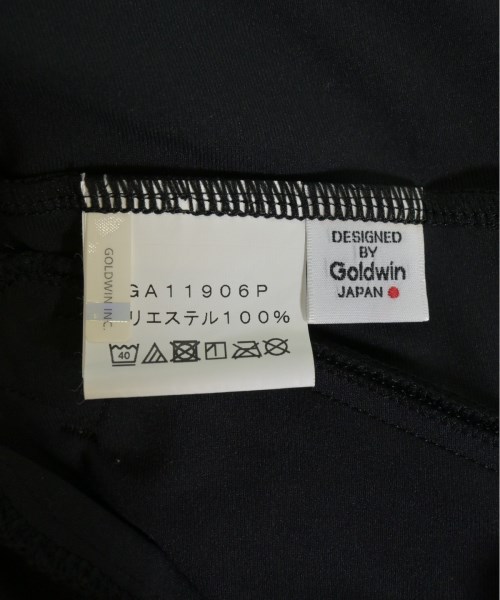 GOLDWIN INC.
GA11906P
リエステル100%
40
DESIGNED
BY
Goldwin
JAPAN